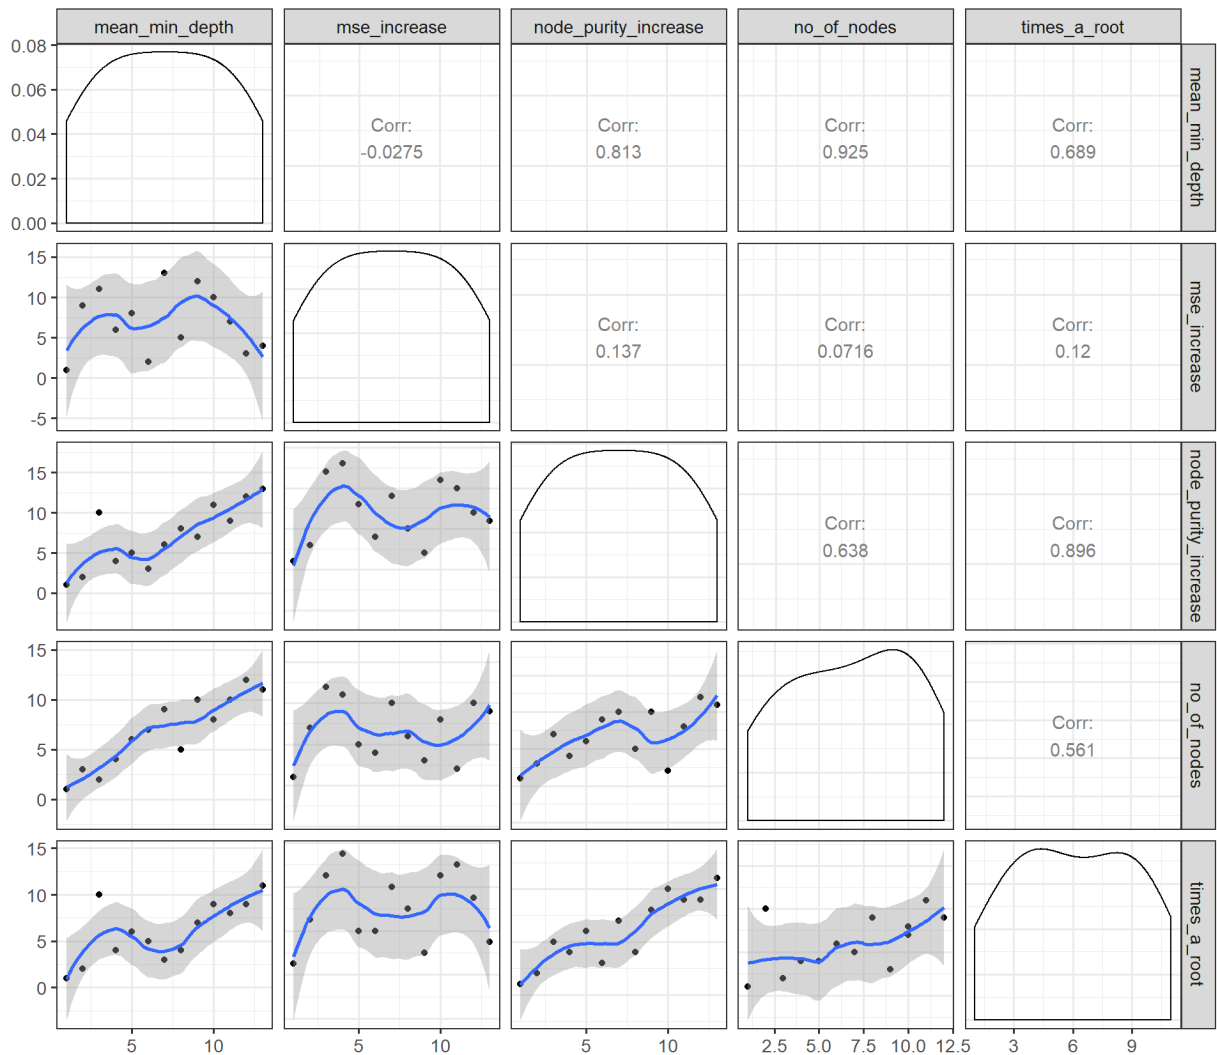 mean_min_depth mse_increase node_purity_increase no_of_nodes times_a_root
0.08
0.06
0.04
0.02
0.00
Corr:
-0.0275
Corr:
0.813
Corr:
0.925
Corr:
0.689
mean_min_depth
15
10
5
0
-5
Corr:
0.137
Corr:
0.0716
Corr:
0.12
mse_increase
15
10
5
0
Corr:
0.638
Corr:
0.896
node_purity_increase
15
10
5
0
Corr:
0.561
no_of_nodes
15
10
5
0
times_a_root
5 10 5 10 5 10 2.5 5.0 7.5 10.0 12.5 3 6 9